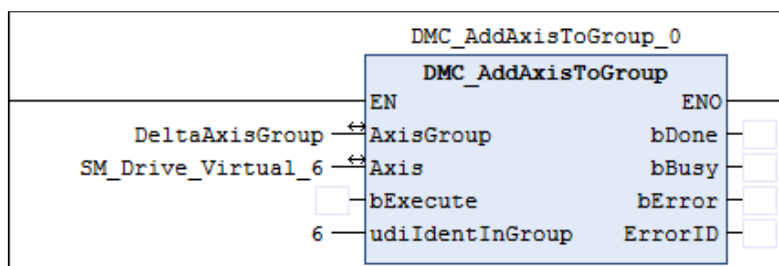 DMC_AddAxisToGroup_0
DMC_AddAxisToGroup
EN ENO
DeltaAxisGroup AxisGroup bDone
SM_Drive_Virtual_6 Axis bBusy
bExecute bError
6 udiIdentInGroup ErrorID